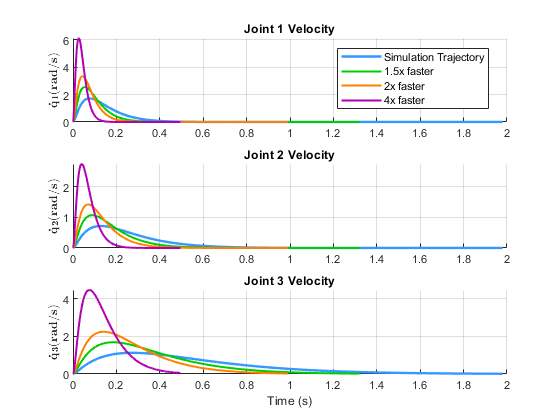 Joint 1 Velocity
6
4
2
0
q̇₁(rad/s)
Simulation Trajectory
1.5x faster
2x faster
4x faster
0 0.2 0.4 0.6 0.8 1 1.2 1.4 1.6 1.8 2
Joint 2 Velocity
2
1
0
q̇₂(rad/s)
0 0.2 0.4 0.6 0.8 1 1.2 1.4 1.6 1.8 2
Joint 3 Velocity
4
2
0
q̇₃(rad/s)
0 0.2 0.4 0.6 0.8 1 1.2 1.4 1.6 1.8 2
Time (s)